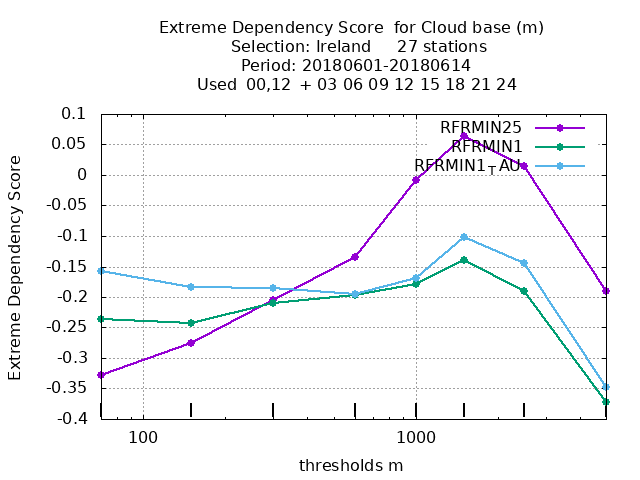 Extreme Dependency Score  for Cloud base (m)
Selection: Ireland     27 stations
Period: 20180601-20180614
Used  00,12  + 03 06 09 12 15 18 21 24
RFRMIN25
RFRMIN1
RFRMIN1TAU
0.1
0.05
0
-0.05
-0.1
-0.15
-0.2
-0.25
-0.3
-0.35
-0.4
Extreme Dependency Score
100
1000
thresholds m